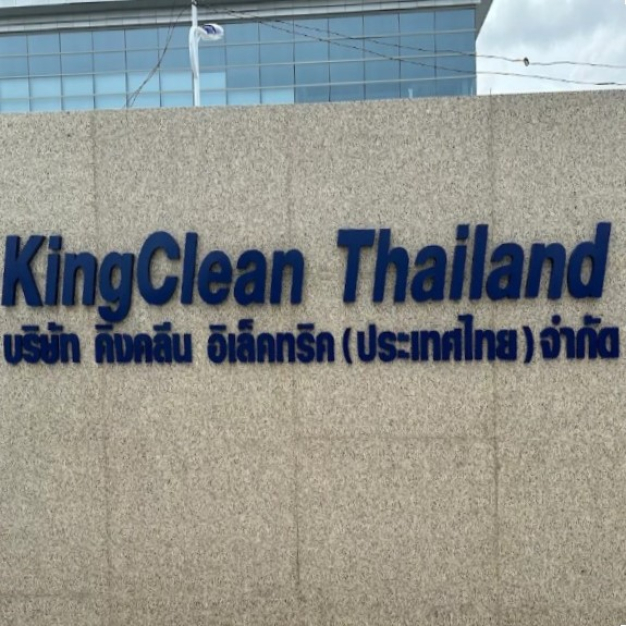 KingClean Thailand
บริษัท คิงคลีน อิเล็คทริค (ประเทศไทย) จำกัด